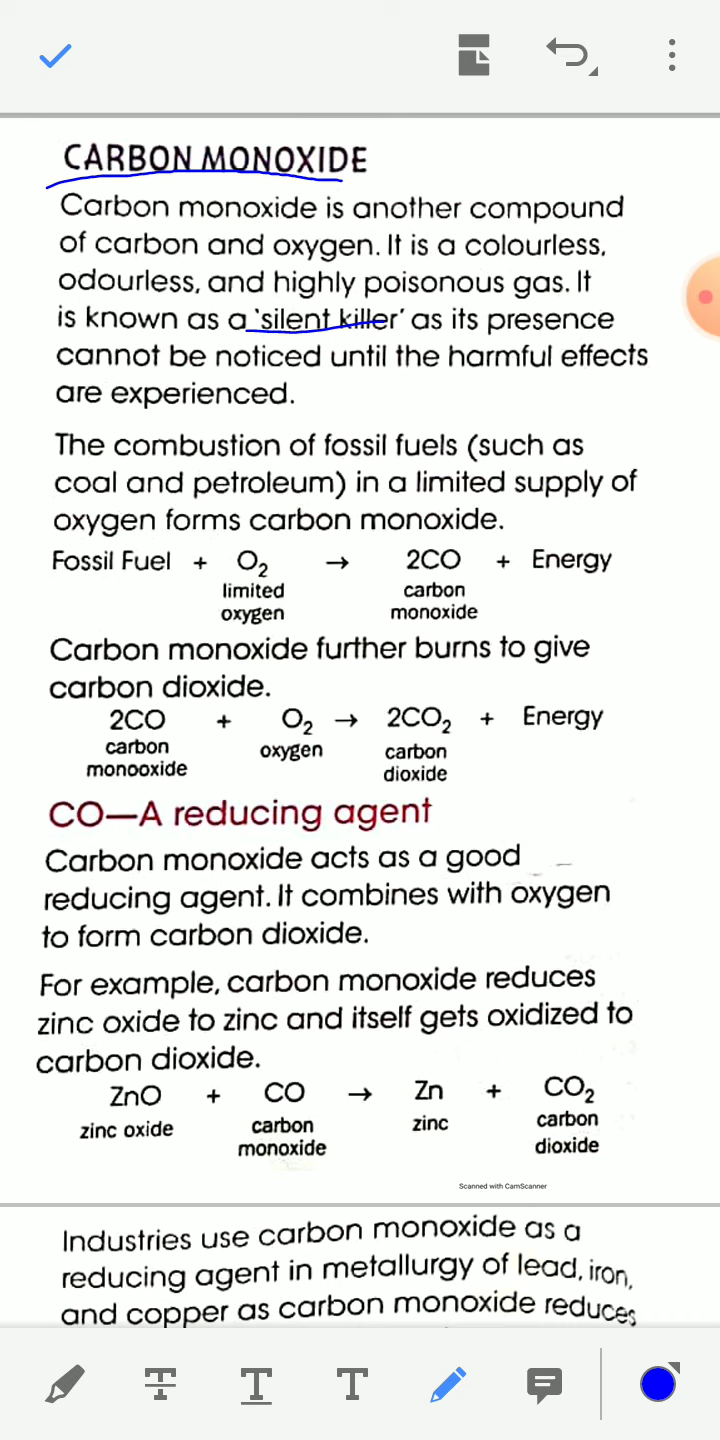 CARBON MONOXIDE
Carbon monoxide is another compound
of carbon and oxygen. It is a colourless,
odourless, and highly poisonous gas. It
is known as a 'silent killer' as its presence
cannot be noticed until the harmful effects
are experienced.
The combustion of fossil fuels (such as
coal and petroleum) in a limited supply of
oxygen forms carbon monoxide.
Fossil Fuel + O₂ → 2CO + Energy
limited carbon
oxygen monoxide
Carbon monoxide further burns to give
carbon dioxide.
2CO + O₂ → 2CO₂ + Energy
carbon oxygen carbon
monooxide dioxide
CO—A reducing agent
Carbon monoxide acts as a good
reducing agent. It combines with oxygen
to form carbon dioxide.
For example, carbon monoxide reduces
zinc oxide to zinc and itself gets oxidized to
carbon dioxide.
ZnO + CO → Zn + CO₂
zinc oxide carbon zinc carbon
monoxide dioxide
Scanned with CamScanner
Industries use carbon monoxide as a
reducing agent in metallurgy of lead, iron,
and copper as carbon monoxide reduces
T T T